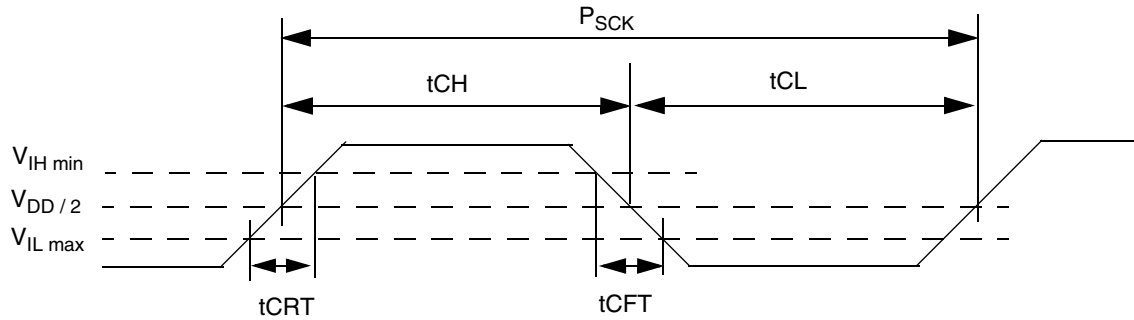 PSCK
tCH
tCL
VIH min
VDD / 2
VIL max
tCRT
tCFT